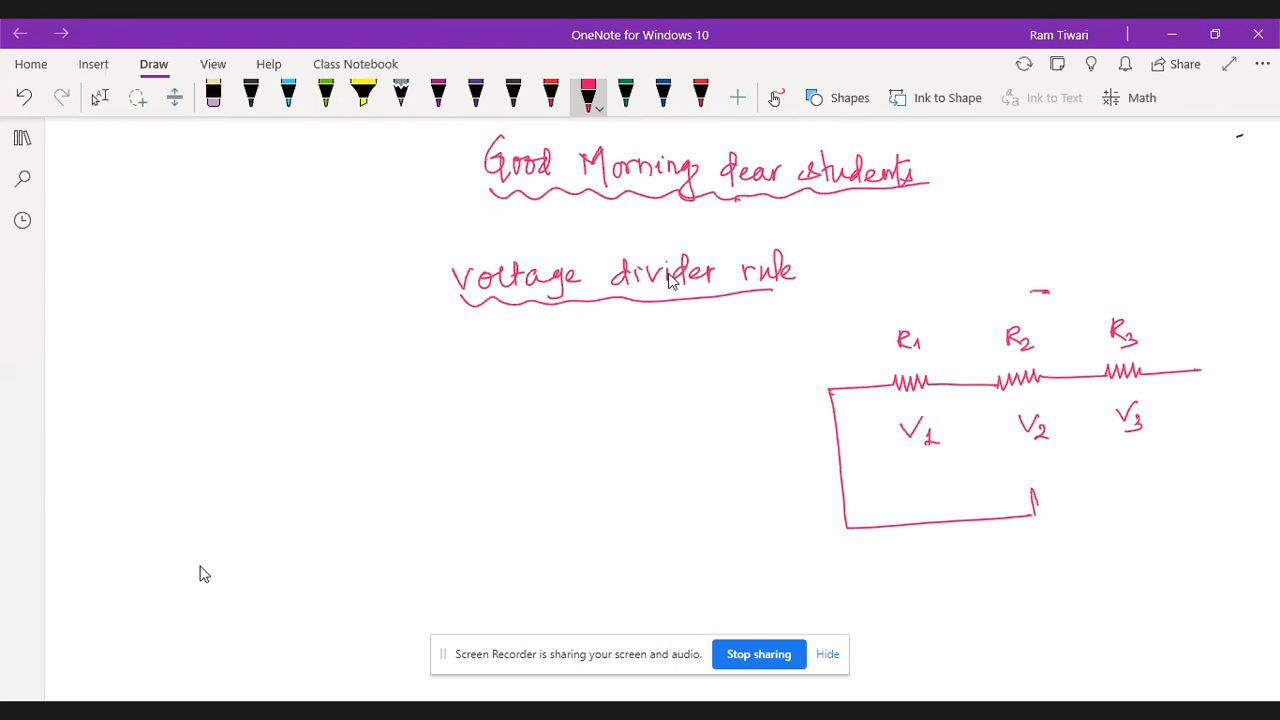 OneNote for Windows 10
Ram Tiwari
Home Insert Draw View Help Class Notebook Share
Shapes Ink to Shape Ink to Text Math
Good Morning dear students
voltage divider rule
R1 R2 R3
V1 V2 V3
Screen Recorder is sharing your screen and audio. Stop sharing Hide